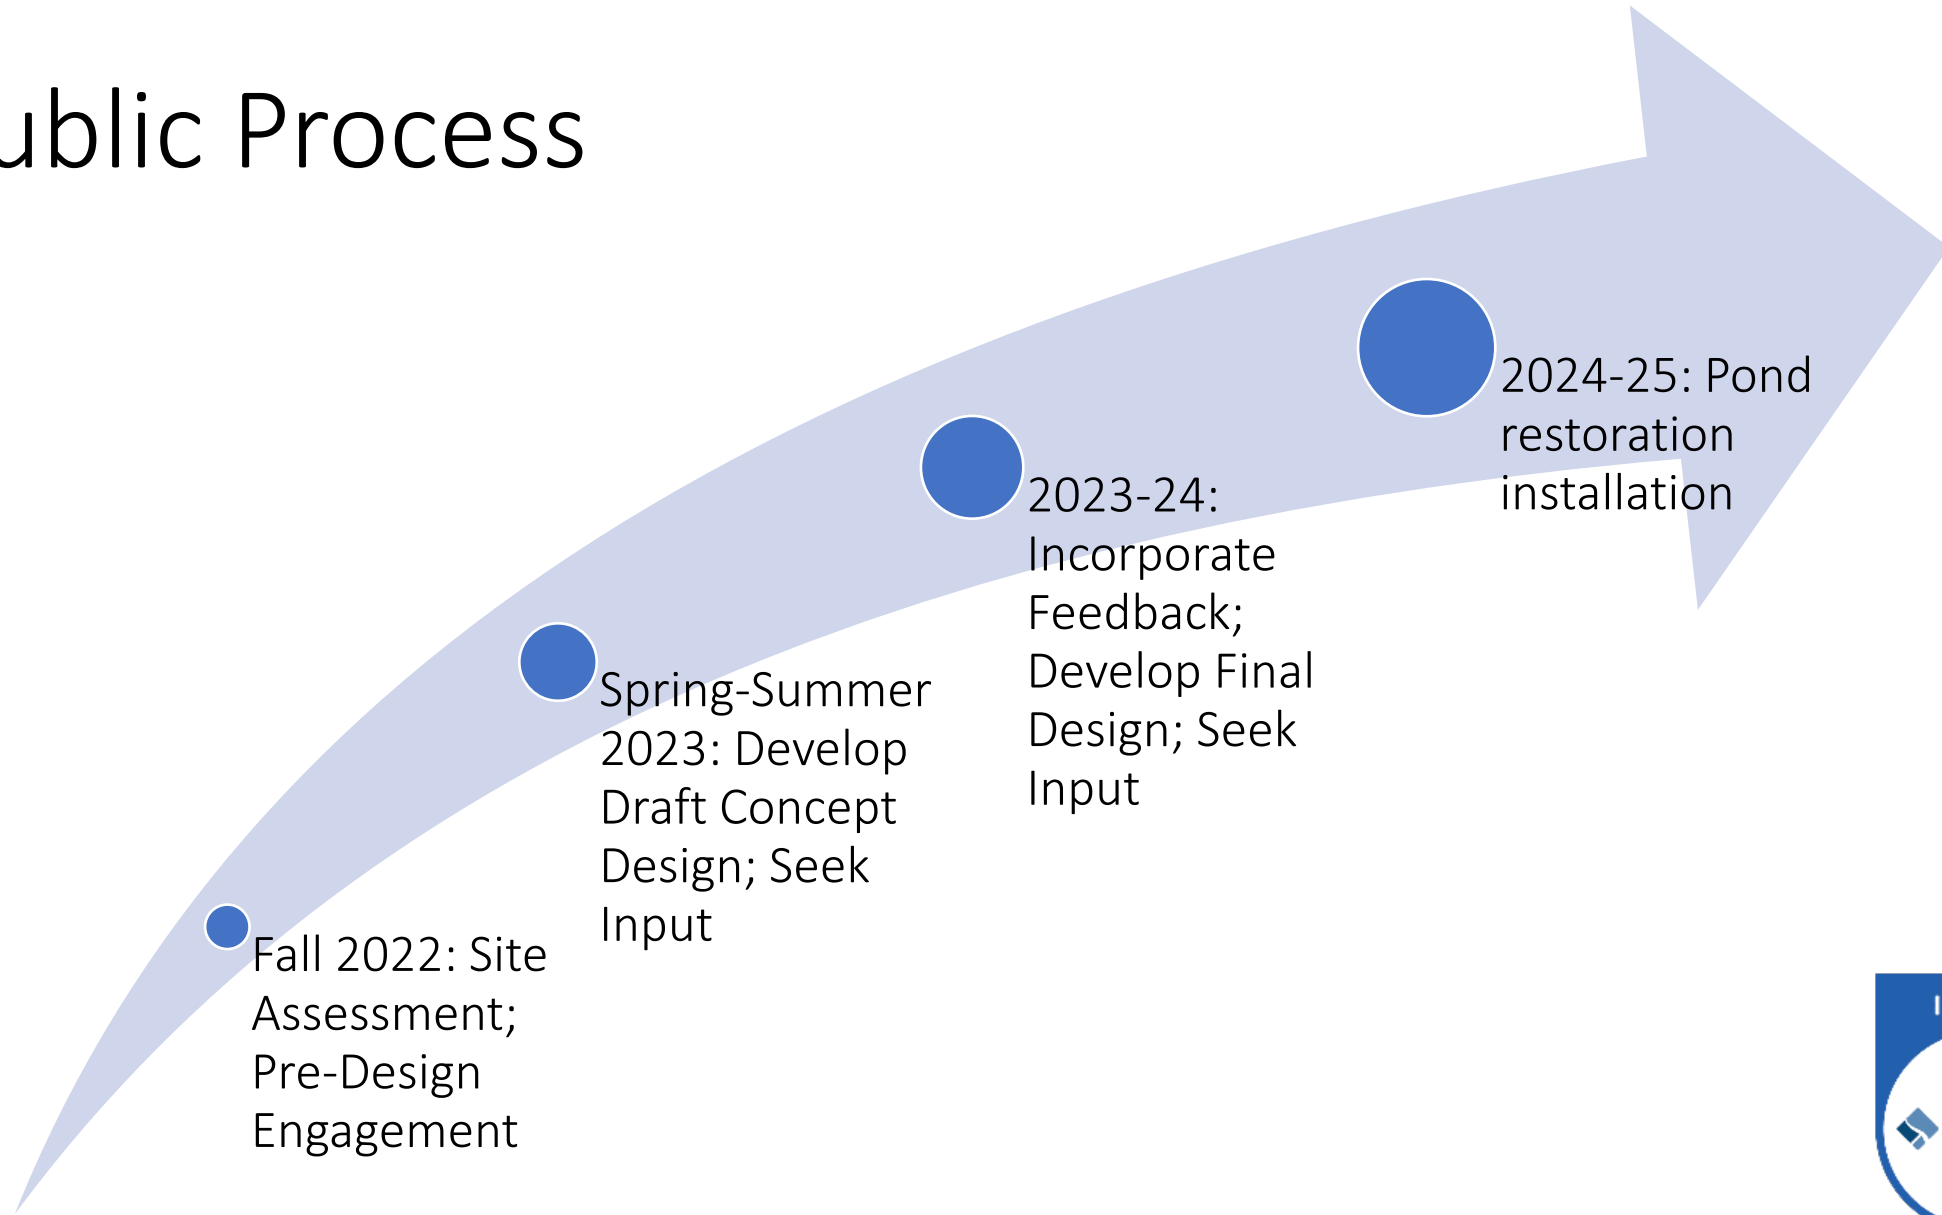 ublic Process
2024-25: Pond
restoration
installation
2023-24:
Incorporate
Feedback;
Develop Final
Design; Seek
Input
Spring-Summer
2023: Develop
Draft Concept
Design; Seek
Input
Fall 2022: Site
Assessment;
Pre-Design
Engagement